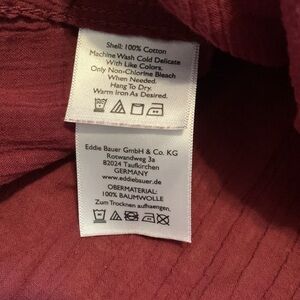 Shell: 100% Cotton
Machine Wash Cold Delicate
With Like Colors.
Only Non-Chlorine Bleach
When Needed.
Hang To Dry.
Warm Iron As Desired.
Eddie Bauer GmbH & Co. KG
Rotwandweg 3a
82024 Taufkirchen
GERMANY
www.eddiebauer.de
OBERMATERIAL:
100% BAUMWOLLE
Zum Trocknen aufhaengen.